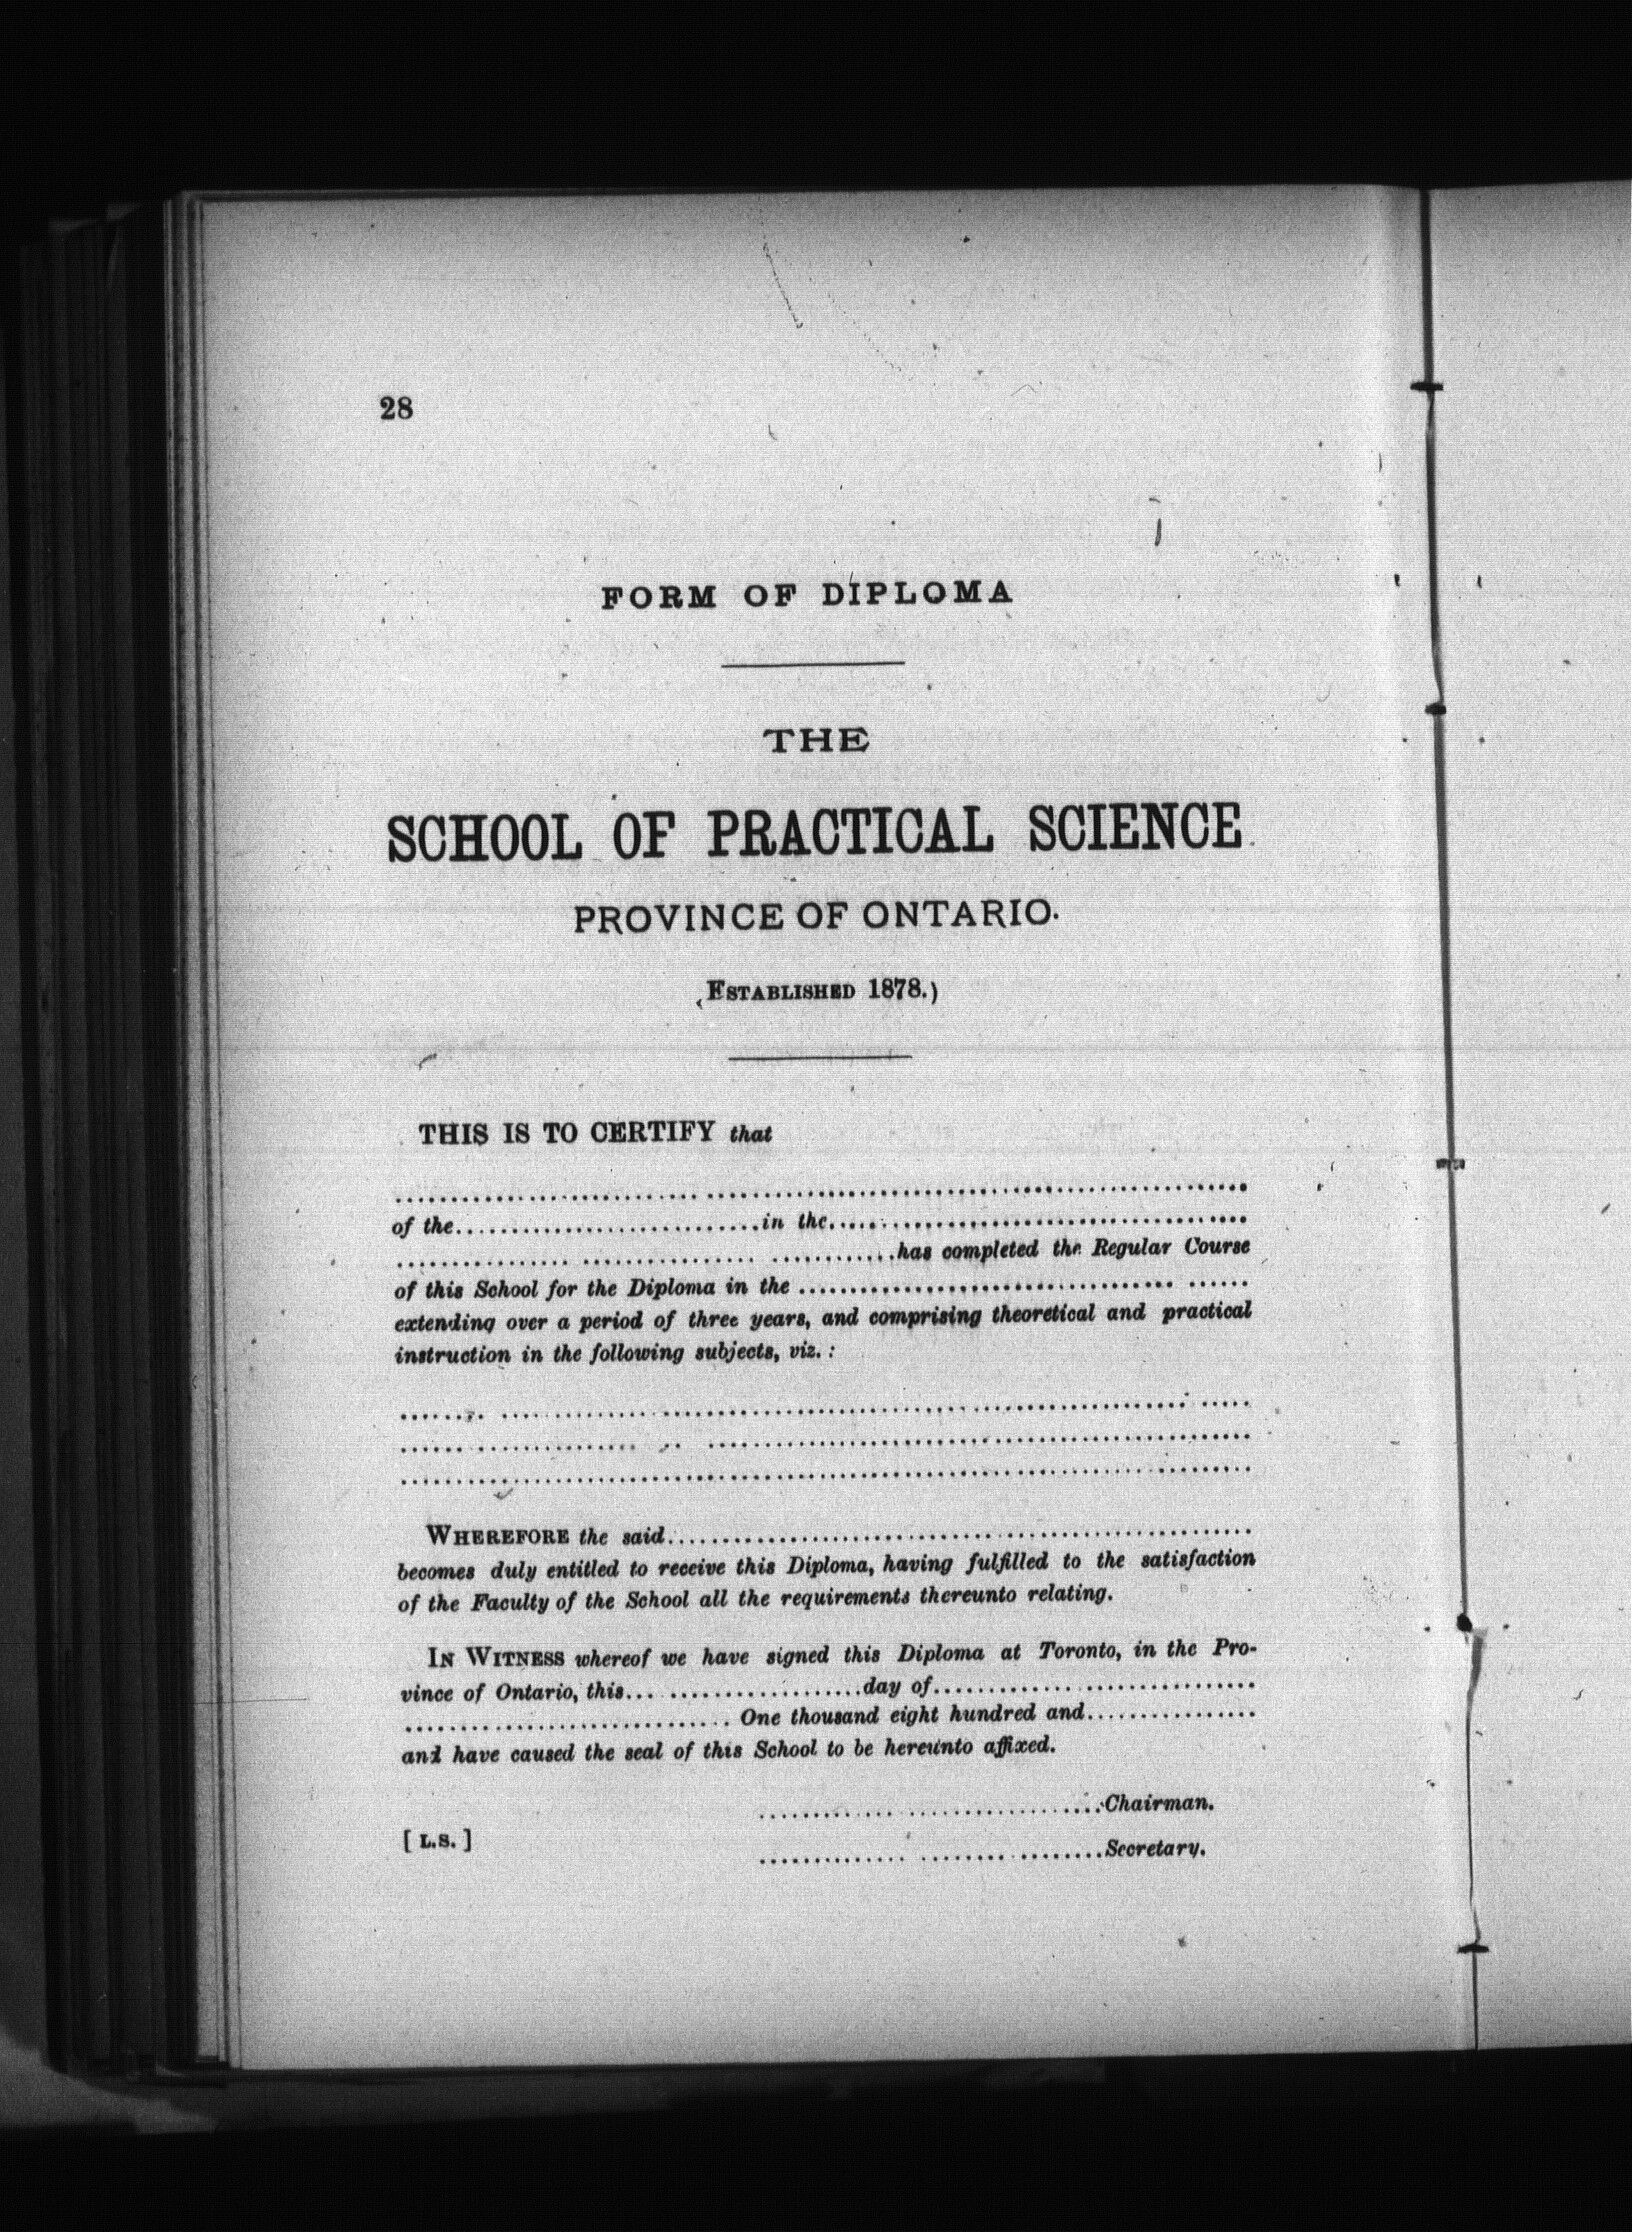 28
FORM OF DIPLOMA
THE
SCHOOL OF PRACTICAL SCIENCE
PROVINCE OF ONTARIO.
(ESTABLISHED 1878.)
THIS IS TO CERTIFY that
..............................................................................
of the............................in the......................................
.............................................has completed the Regular Course
of this School for the Diploma in the ........................................
extending over a period of three years, and comprising theoretical and practical
instruction in the following subjects, viz. :
..............................................................................
..............................................................................
..............................................................................
WHEREFORE the said.....................................................
becomes duly entitled to receive this Diploma, having fulfilled to the satisfaction
of the Faculty of the School all the requirements thereunto relating.
IN WITNESS whereof we have signed this Diploma at Toronto, in the Pro-
vince of Ontario, this......................day of.............................
.............................. One thousand eight hundred and................
and have caused the seal of this School to be hereunto affixed.
...............................Chairman.
[ L.S. ]
...............................Secretary.